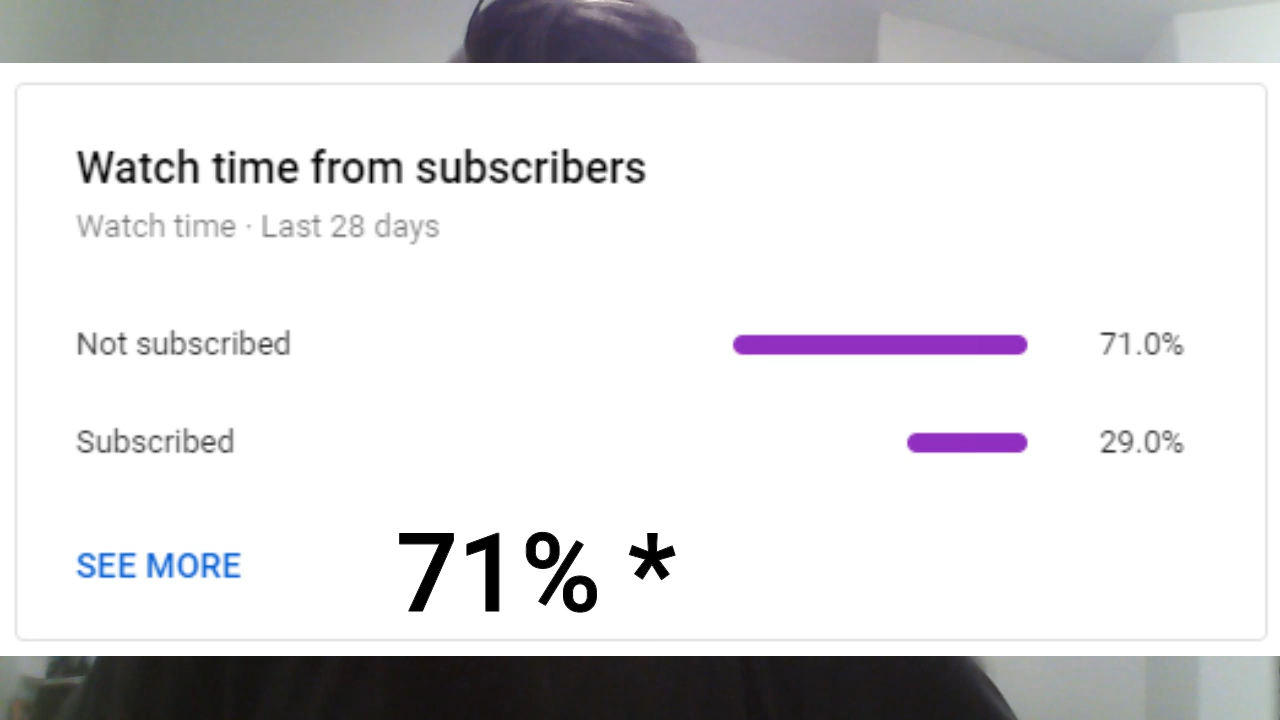 Watch time from subscribers
Watch time · Last 28 days
Not subscribed 71.0%
Subscribed 29.0%
SEE MORE 71% *